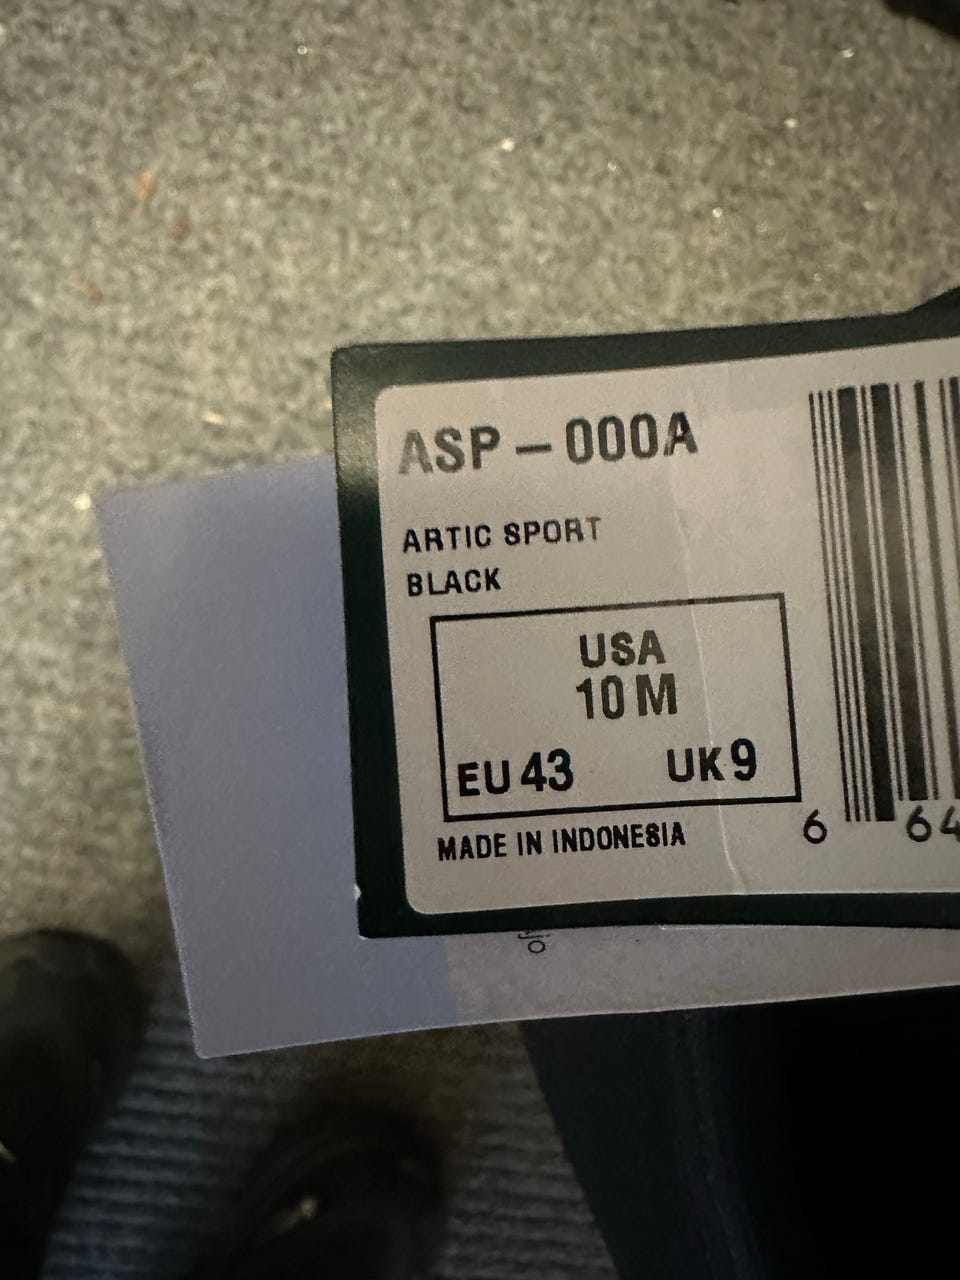 ASP – 000A
ARTIC SPORT
BLACK
USA
10 M
EU 43 UK 9
MADE IN INDONESIA
6 64